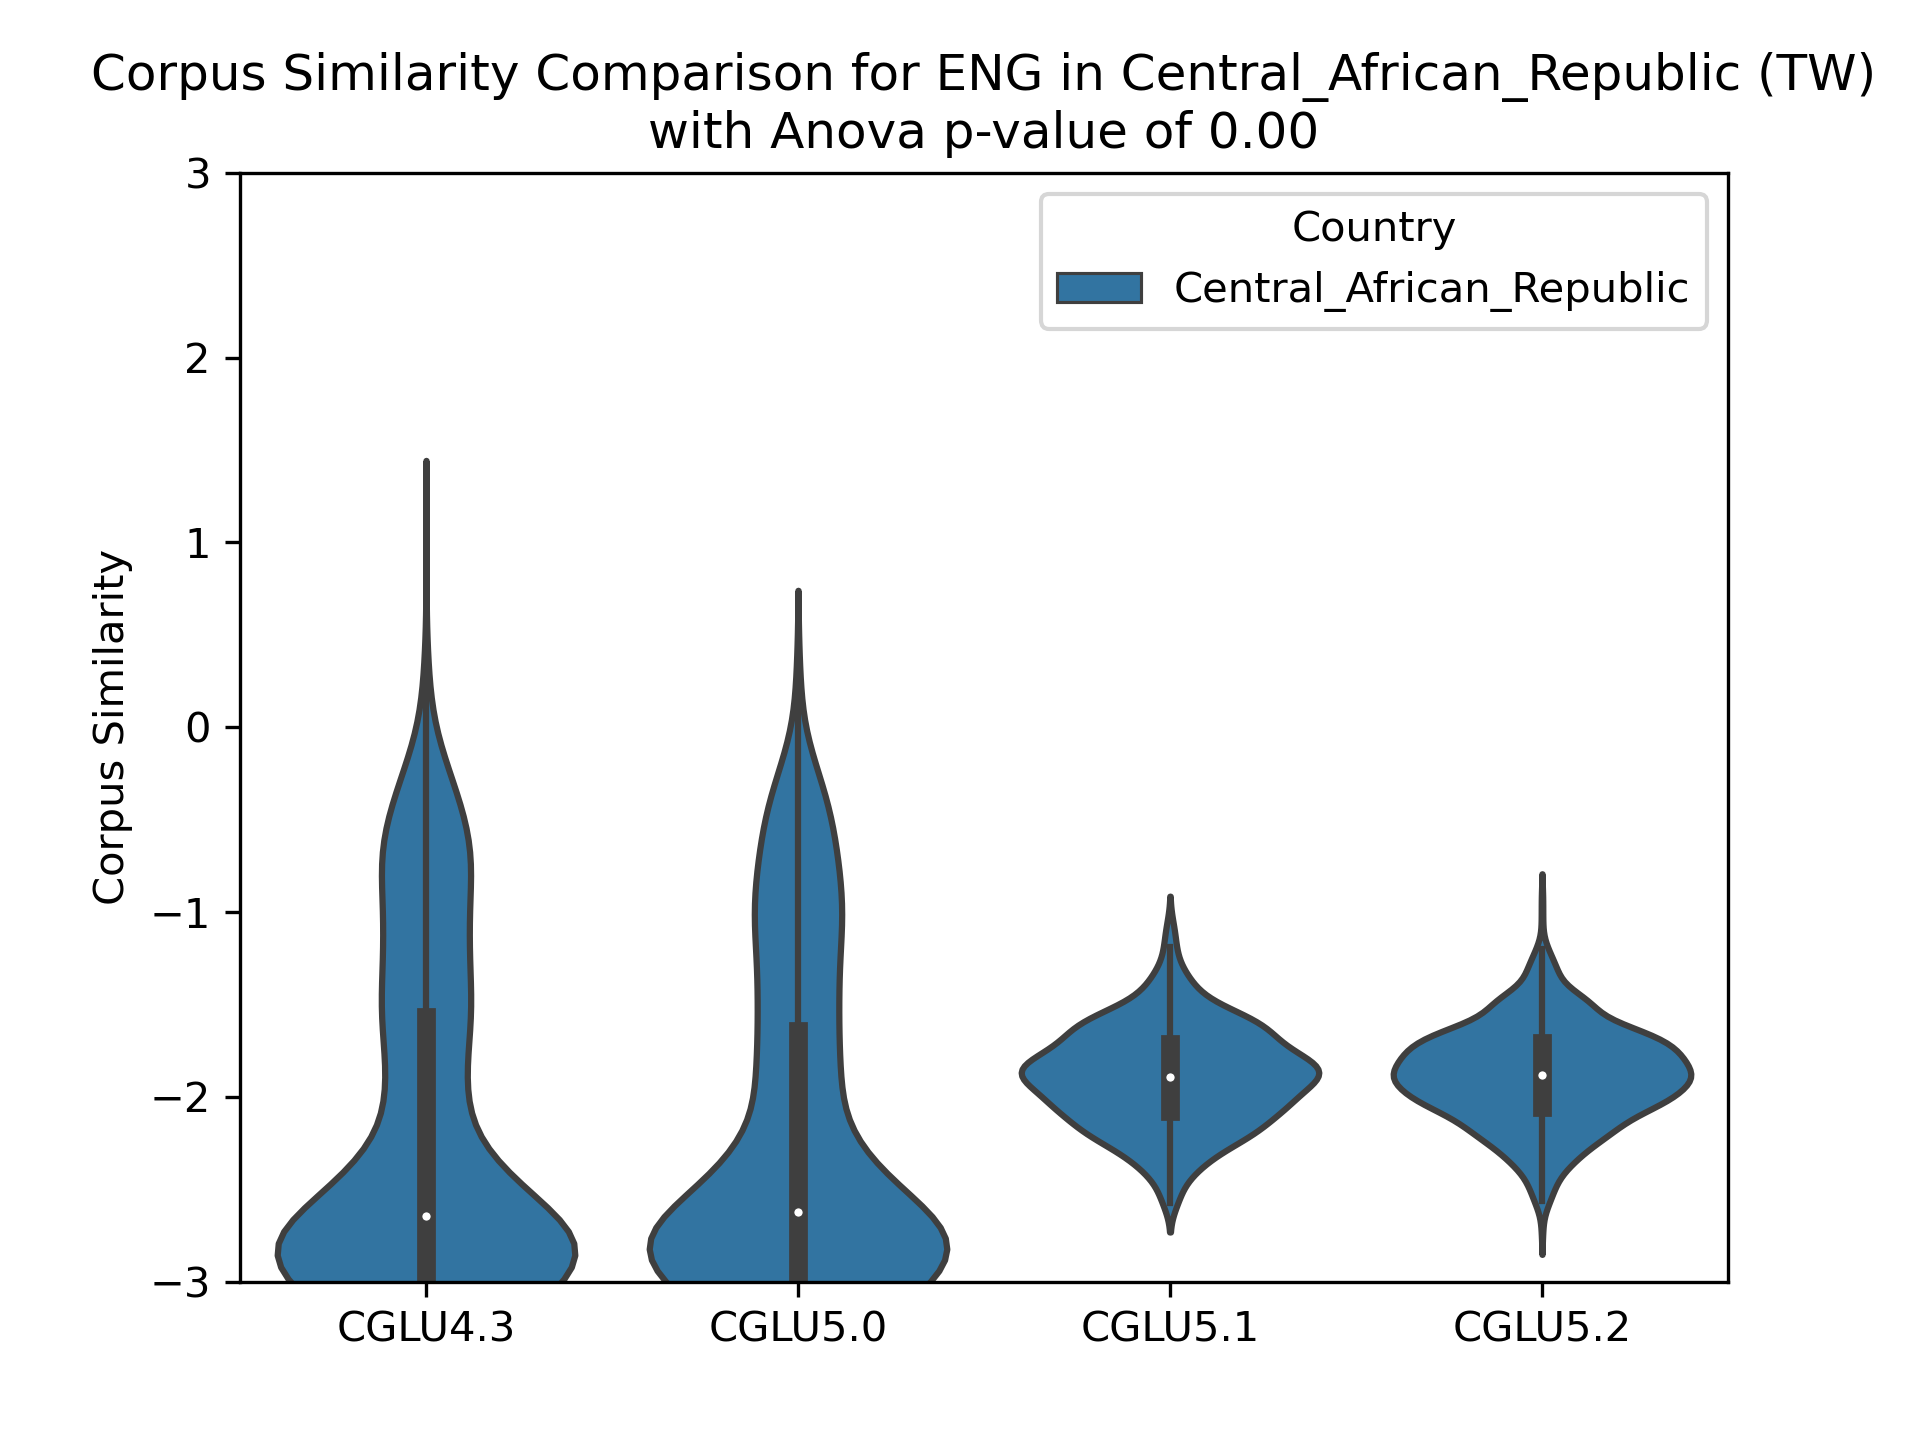 Corpus Similarity Comparison for ENG in Central_African_Republic (TW)
with Anova p-value of 0.00
3
2
1
0
−1
−2
−3
Corpus Similarity
Country
Central_African_Republic
CGLU4.3
CGLU5.0
CGLU5.1
CGLU5.2